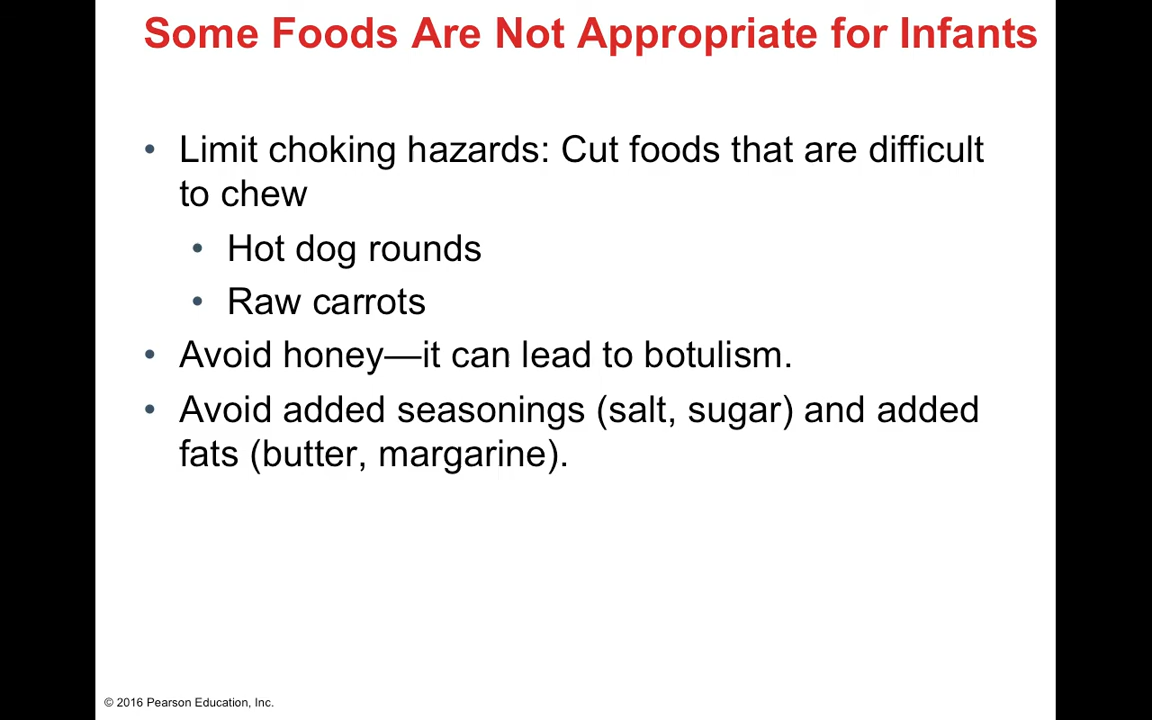 Some Foods Are Not Appropriate for Infants
• Limit choking hazards: Cut foods that are difficult
to chew
• Hot dog rounds
• Raw carrots
• Avoid honey—it can lead to botulism.
• Avoid added seasonings (salt, sugar) and added
fats (butter, margarine).
© 2016 Pearson Education, Inc.